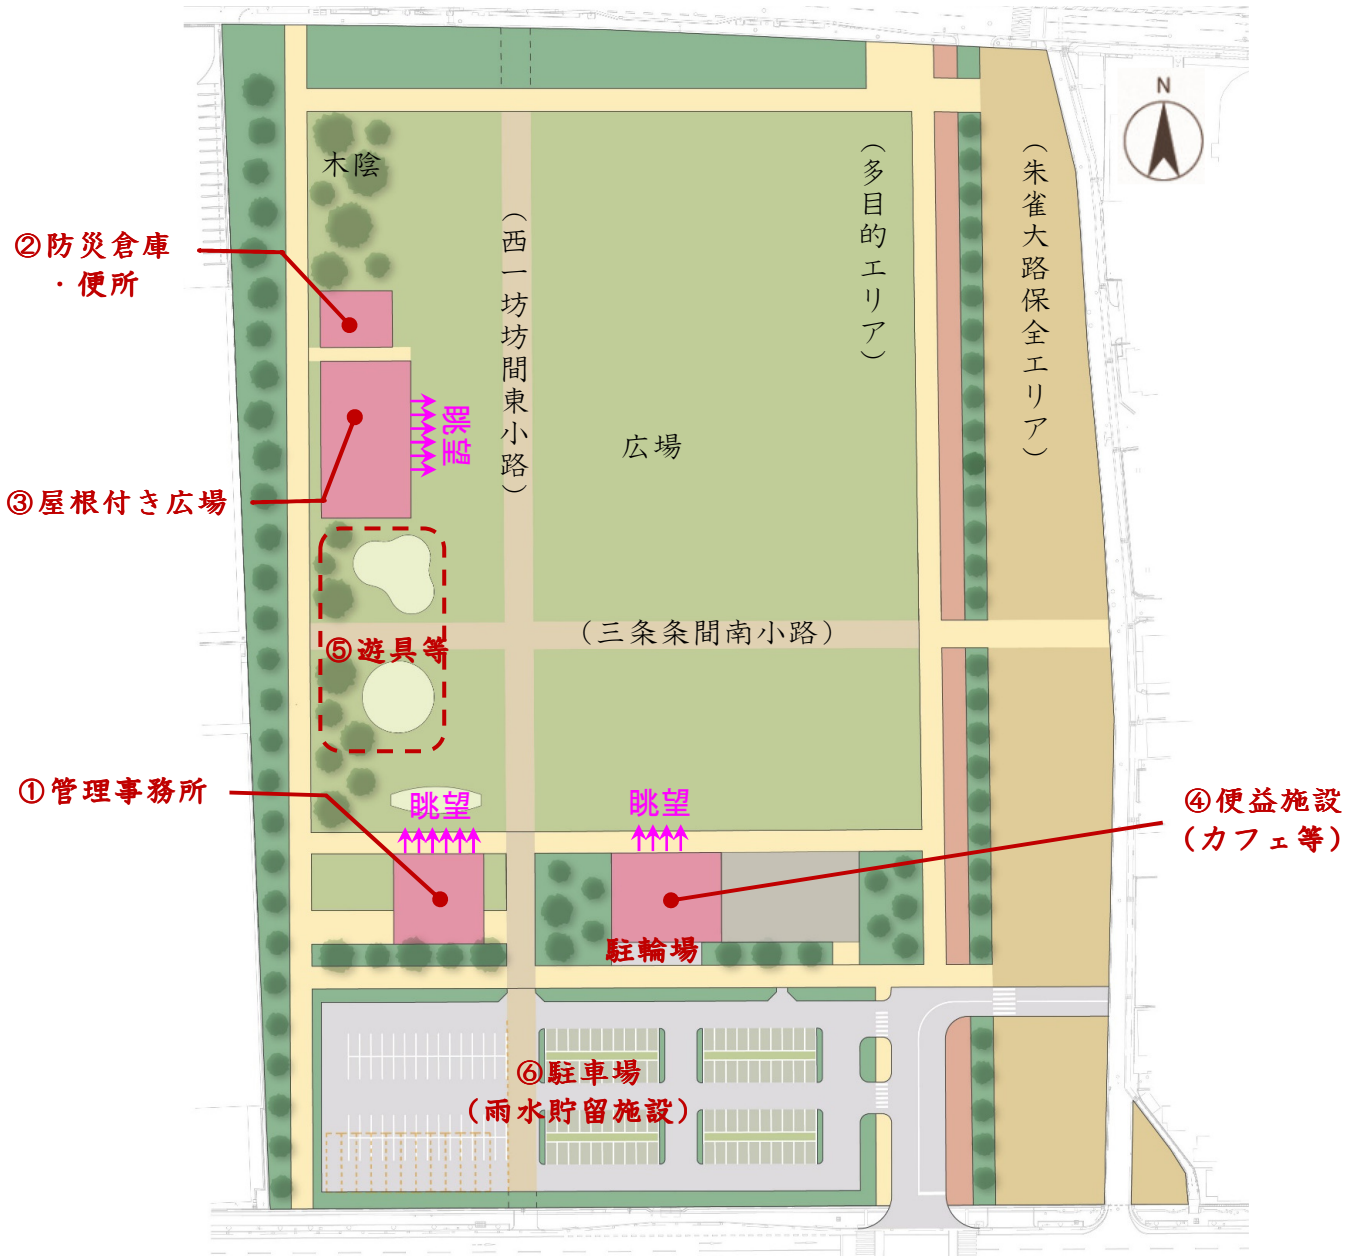 N
木陰
(多目的エリア)
(朱雀大路保全エリア)
(西一坊坊間東小路)
②防災倉庫
・便所
眺望
広場
③屋根付き広場
(三条条間南小路)
⑤遊具等
①管理事務所
眺望
眺望
④便益施設
(カフェ等)
駐輪場
⑥駐車場
(雨水貯留施設)